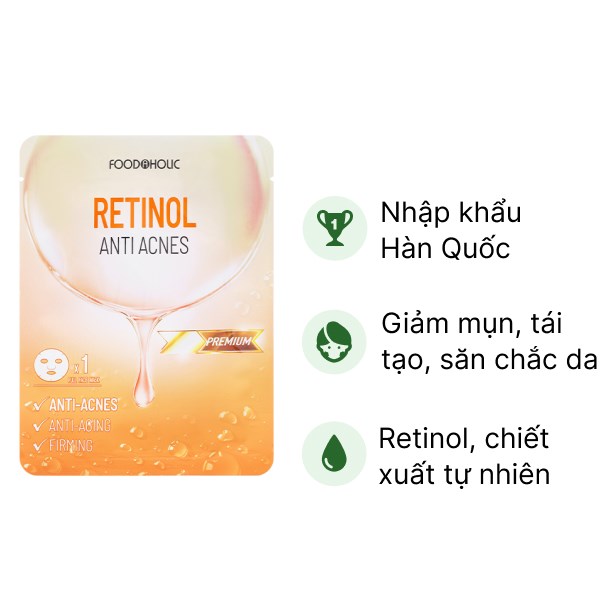 FOODAHOLIC
RETINOL
ANTI ACNES
PREMIUM
x1
ANTI-ACNES
ANTI-AGING
FIRMING
1
Nhập khẩu
Hàn Quốc
Giảm mụn, tái
tạo, săn chắc da
Retinol, chiết
xuất tự nhiên